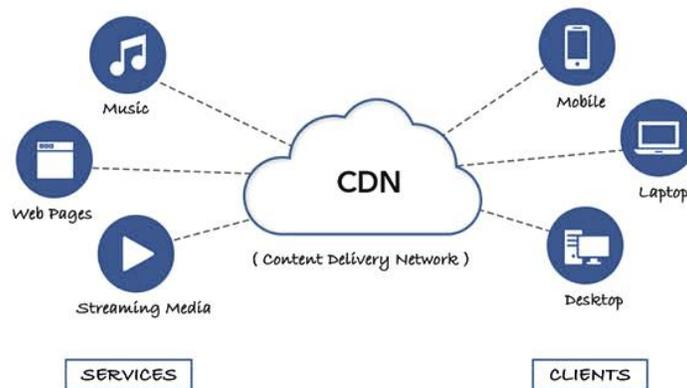 Music
Mobile
CDN
Laptop
Web Pages
( Content Delivery Network )
Streaming Media
Desktop
SERVICES
CLIENTS